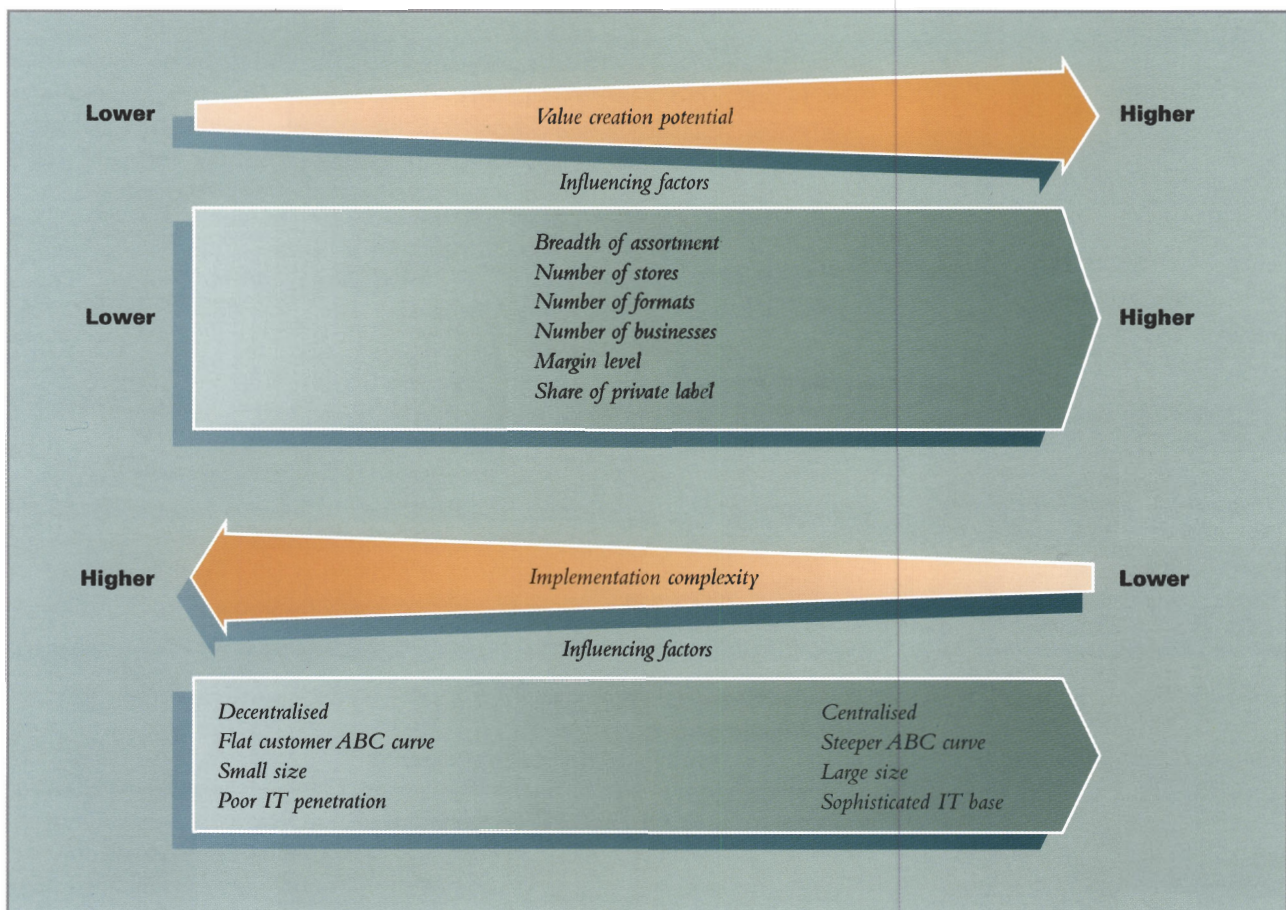 Lower
Value creation potential
Higher
Influencing factors
Breadth of assortment
Number of stores
Number of formats
Lower
Higher
Number of businesses
Margin level
Share of private label
Higher
Implementation complexity
Lower
Influencing factors
Decentralised
Centralised
Flat customer ABC curve
Steeper ABC curve
Small size
Large size
Poor IT penetration
Sophisticated IT base